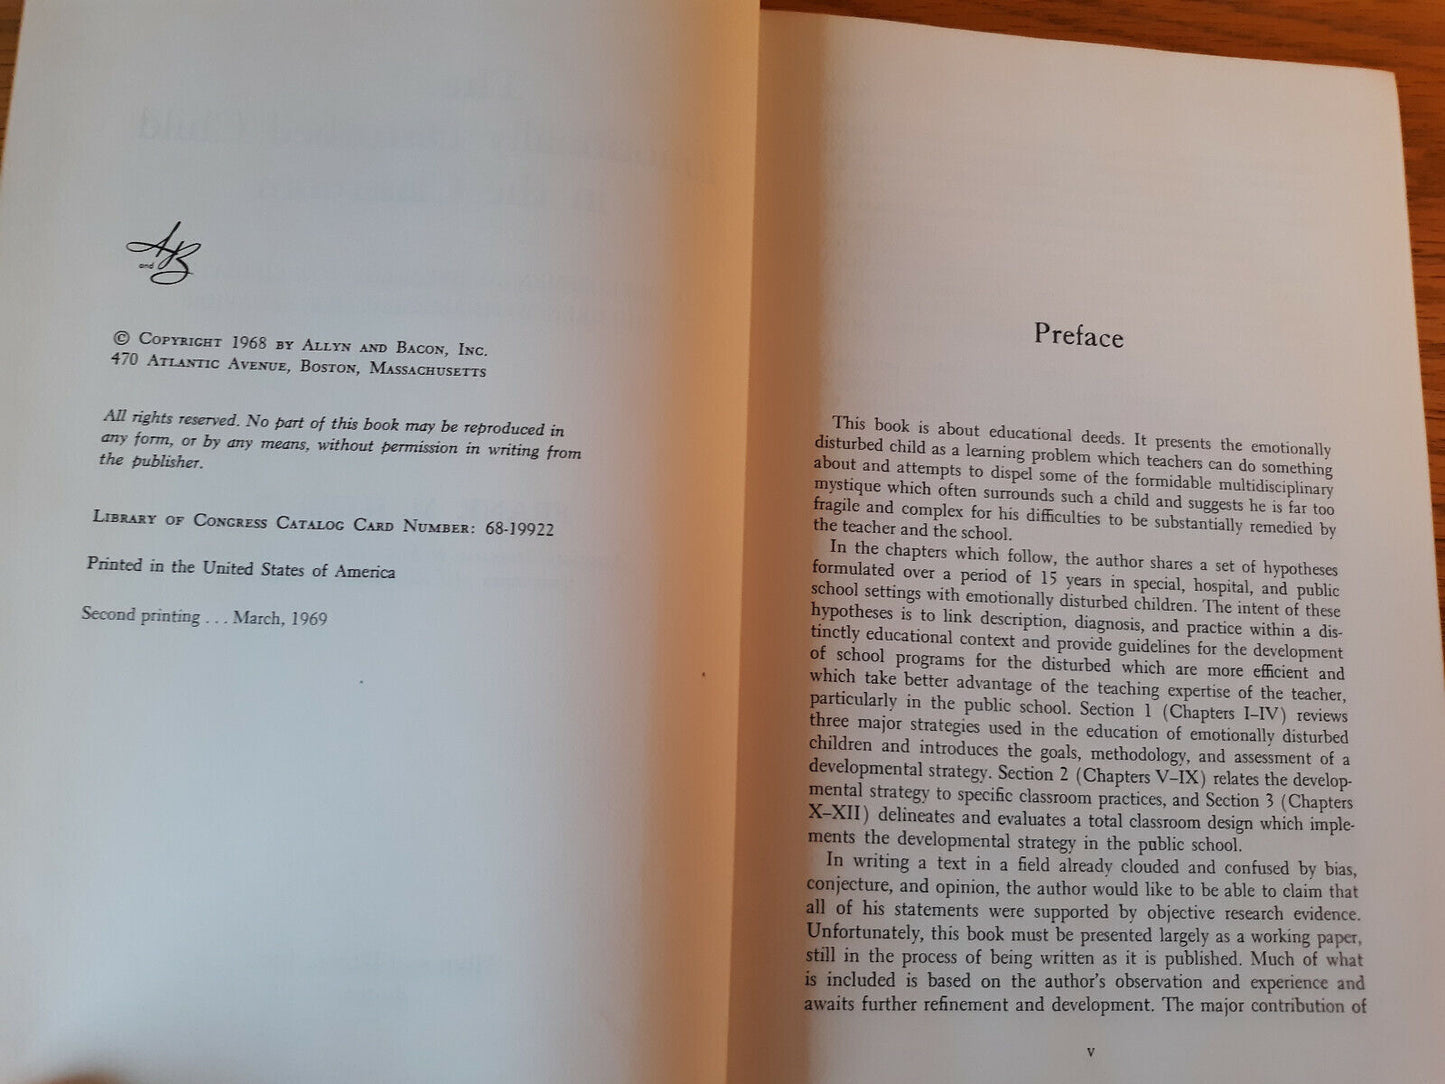 A and B
© Copyright 1968 by Allyn and Bacon, Inc.
470 Atlantic Avenue, Boston, Massachusetts
All rights reserved. No part of this book may be reproduced in
any form, or by any means, without permission in writing from
the publisher.
Library of Congress Catalog Card Number: 68-19922
Printed in the United States of America
Second printing . . . March, 1969
Preface
This book is about educational deeds. It presents the emotionally
disturbed child as a learning problem which teachers can do something
about and attempts to dispel some of the formidable multidisciplinary
mystique which often surrounds such a child and suggests he is far too
fragile and complex for his difficulties to be substantially remedied by
the teacher and the school.
In the chapters which follow, the author shares a set of hypotheses
formulated over a period of 15 years in special, hospital, and public
school settings with emotionally disturbed children. The intent of these
hypotheses is to link description, diagnosis, and practice within a dis-
tinctly educational context and provide guidelines for the development
of school programs for the disturbed which are more efficient and
which take better advantage of the teaching expertise of the teacher,
particularly in the public school. Section 1 (Chapters I–IV) reviews
three major strategies used in the education of emotionally disturbed
children and introduces the goals, methodology, and assessment of a
developmental strategy. Section 2 (Chapters V–IX) relates the develop-
mental strategy to specific classroom practices, and Section 3 (Chapters
X–XII) delineates and evaluates a total classroom design which imple-
ments the developmental strategy in the public school.
In writing a text in a field already clouded and confused by bias,
conjecture, and opinion, the author would like to be able to claim that
all of his statements were supported by objective research evidence.
Unfortunately, this book must be presented largely as a working paper,
still in the process of being written as it is published. Much of what
is included is based on the author's observation and experience and
awaits further refinement and development. The major contribution of
v